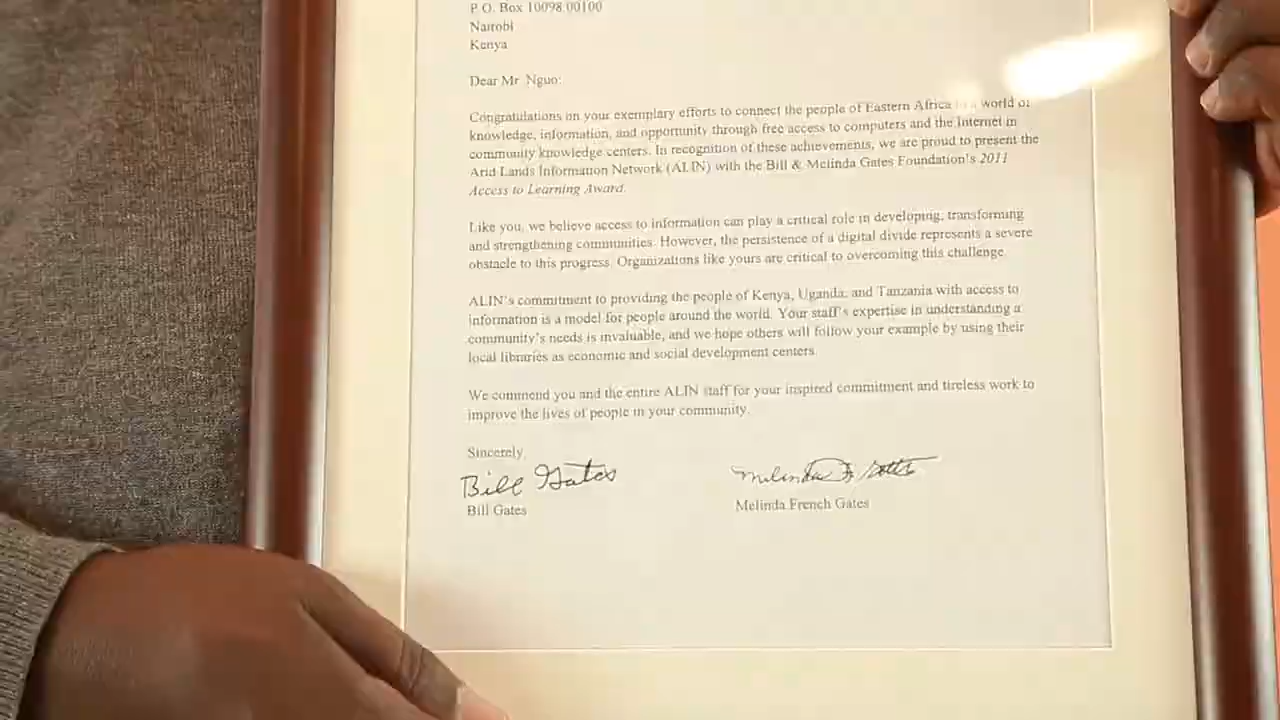 P.O. Box 10098 00100
Nairobi
Kenya
Dear Mr. Nguo:
Congratulations on your exemplary efforts to connect the people of Eastern Africa to a world of
knowledge, information, and opportunity through free access to computers and the Internet in
community knowledge centers. In recognition of these achievements, we are proud to present the
Arid Lands Information Network (ALIN) with the Bill & Melinda Gates Foundation's 2011
Access to Learning Award.
Like you, we believe access to information can play a critical role in developing, transforming
and strengthening communities. However, the persistence of a digital divide represents a severe
obstacle to this progress. Organizations like yours are critical to overcoming this challenge.
ALIN's commitment to providing the people of Kenya, Uganda, and Tanzania with access to
information is a model for people around the world. Your staff's expertise in understanding a
community's needs is invaluable, and we hope others will follow your example by using their
local libraries as economic and social development centers.
We commend you and the entire ALIN staff for your inspired commitment and tireless work to
improve the lives of people in your community.
Sincerely,
Bill Gates Melinda F. Gates
Bill Gates Melinda French Gates